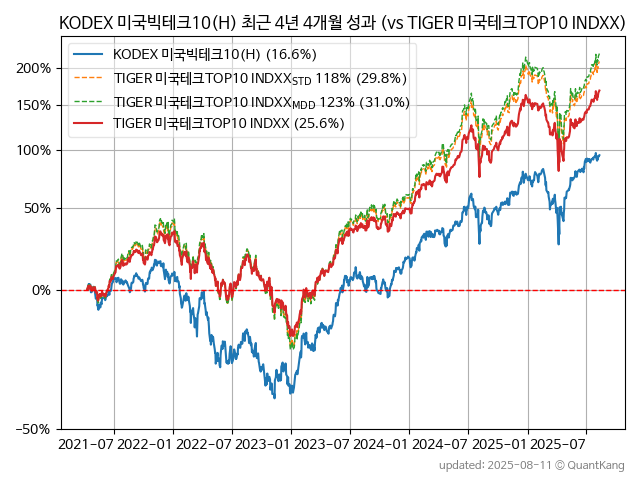 KODEX 미국빅테크10(H) 최근 4년 4개월 성과 (vs TIGER 미국테크TOP10 INDXX)
KODEX 미국빅테크10(H) (16.6%)
TIGER 미국테크TOP10 INDXX STD 118% (29.8%)
TIGER 미국테크TOP10 INDXX MDD 123% (31.0%)
TIGER 미국테크TOP10 INDXX (25.6%)
200%
150%
100%
50%
0%
-50%
2021-07 2022-01 2022-07 2023-01 2023-07 2024-01 2024-07 2025-01 2025-07
updated: 2025-08-11 © QuantKang